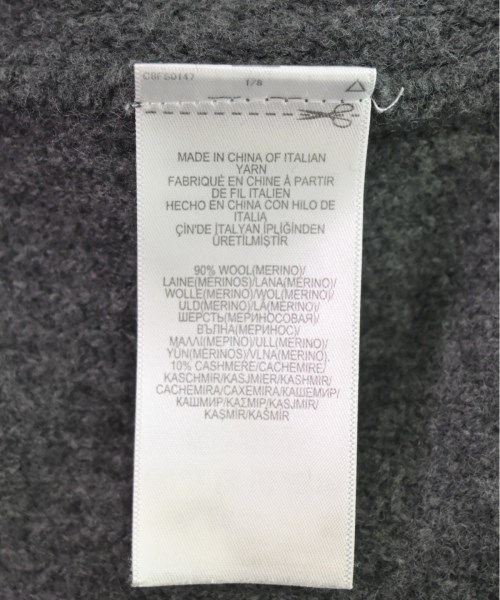 C8FS0147
1/8
MADE IN CHINA OF ITALIAN
YARN
FABRIQUÉ EN CHINE À PARTIR
DE FIL ITALIEN
HECHO EN CHINA CON HILO DE
ITALIA
ÇİN'DE İTALYAN İPLİĞİNDEN
ÜRETİLMİŞTİR
90% WOOL(MERINO)/
LAINE(MÉRINOS)/LANA(MERINO)/
WOLLE(MERINO)/WOL(MERINO)/
ULD(MERINO)/LÃ(MERINO)/
ШЕРСТЬ(МЕРИНОСОВАЯ)/
ВЪЛНА(МЕРИНОС)/
ΜΑΛΛΙ(ΜΕΡΙΝΟ)/ULL(MERINO)/
YÜN(MERİNOS)/VLNA(MERINO).
10% CASHMERE/CACHEMIRE/
KASCHMIR/KASJMIER/KASHMIR/
CACHEMIRA/CAXEMIRA/КАШЕМИР/
КАШМИР/ΚΑΣΜΙΡ/KASJMIR/
KAŞMİR/KAŠMÍR